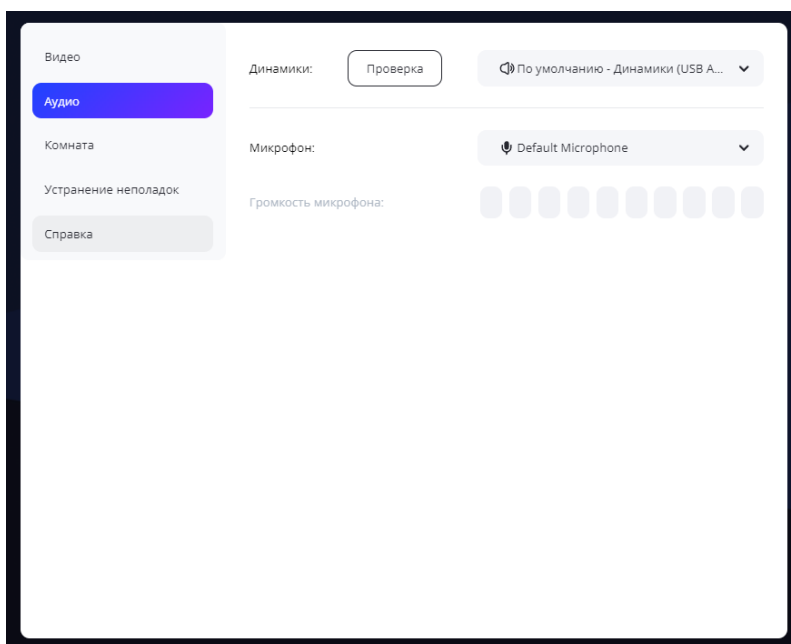 Видео
Аудио
Комната
Устранение неполадок
Справка
Динамики:
Проверка
По умолчанию - Динамики (USB A...
Микрофон:
Default Microphone
Громкость микрофона: